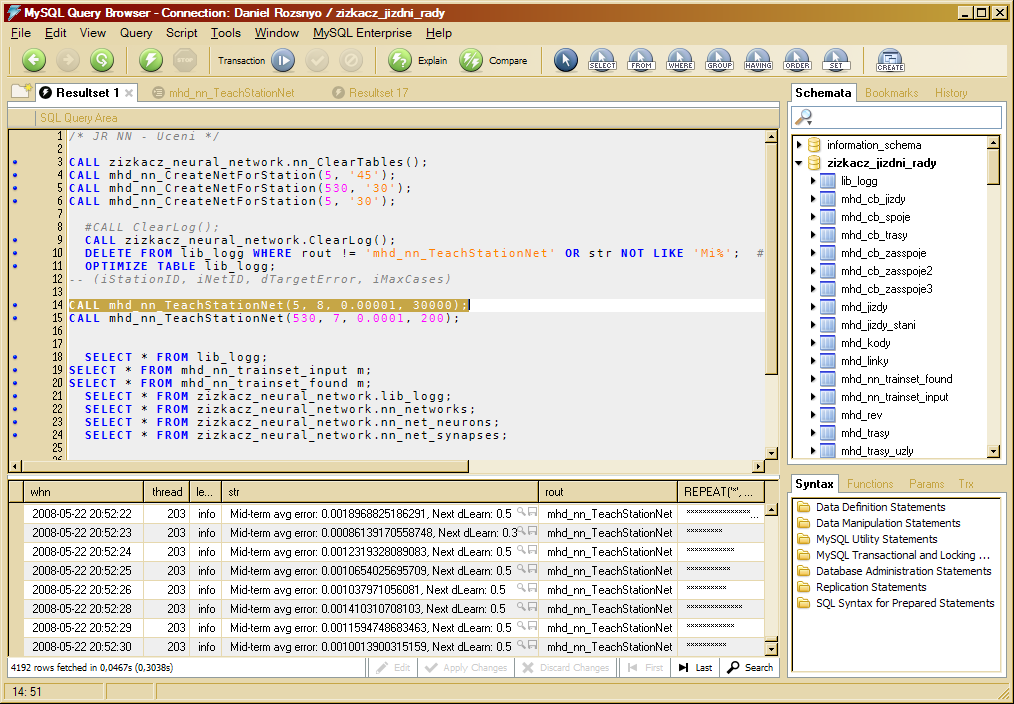 MySQL Query Browser - Connection: Daniel Rozsnyo / zizkacz_jizdni_rady
File Edit View Query Script Tools Window MySQL Enterprise Help
STOP Transaction Explain Compare SELECT FROM WHERE GROUP HAVING ORDER SET CREATE
Resultset 1 mhd_nn_TeachStationNet Resultset 17
SQL Query Area
1 /* JR NN - Uceni */
2
3 CALL zizkacz_neural_network.nn_ClearTables();
4 CALL mhd_nn_CreateNetForStation(5, '45');
5 CALL mhd_nn_CreateNetForStation(530, '30');
6 CALL mhd_nn_CreateNetForStation(5, '30');
7
8 #CALL ClearLog();
9 CALL zizkacz_neural_network.ClearLog();
10 DELETE FROM lib_logg WHERE rout != 'mhd_nn_TeachStationNet' OR str NOT LIKE 'Mi%'; #
11 OPTIMIZE TABLE lib_logg;
12 -- (iStationID, iNetID, dTargetError, iMaxCases)
13
14 CALL mhd_nn_TeachStationNet(5, 8, 0.00001, 30000);
15 CALL mhd_nn_TeachStationNet(530, 7, 0.0001, 200);
16
17
18 SELECT * FROM lib_logg;
19 SELECT * FROM mhd_nn_trainset_input m;
20 SELECT * FROM mhd_nn_trainset_found m;
21 SELECT * FROM zizkacz_neural_network.lib_logg;
22 SELECT * FROM zizkacz_neural_network.nn_networks;
23 SELECT * FROM zizkacz_neural_network.nn_net_neurons;
24 SELECT * FROM zizkacz_neural_network.nn_net_synapses;
25
26
whn thread le... str rout REPEAT('*', ...
2008-05-22 20:52:22 203 info Mid-term avg error: 0.0018968825186291, Next dLearn: 0.5 mhd_nn_TeachStationNet ****************...
2008-05-22 20:52:23 203 info Mid-term avg error: 0.00086139170558748, Next dLearn: 0.3 mhd_nn_TeachStationNet *********
2008-05-22 20:52:24 203 info Mid-term avg error: 0.0012319328089083, Next dLearn: 0.5 mhd_nn_TeachStationNet ************
2008-05-22 20:52:25 203 info Mid-term avg error: 0.0010654025695709, Next dLearn: 0.5 mhd_nn_TeachStationNet ***********
2008-05-22 20:52:26 203 info Mid-term avg error: 0.001037971056081, Next dLearn: 0.5 mhd_nn_TeachStationNet **********
2008-05-22 20:52:28 203 info Mid-term avg error: 0.001410310708103, Next dLearn: 0.5 mhd_nn_TeachStationNet **************
2008-05-22 20:52:29 203 info Mid-term avg error: 0.0011594748683463, Next dLearn: 0.5 mhd_nn_TeachStationNet ************
2008-05-22 20:52:30 203 info Mid-term avg error: 0.0010013900315159, Next dLearn: 0.5 mhd_nn_TeachStationNet **********
4192 rows fetched in 0,0467s (0,3038s) Edit Apply Changes Discard Changes First Last Search
14: 51
Schemata Bookmarks History
information_schema
zizkacz_jizdni_rady
lib_logg
mhd_cb_jizdy
mhd_cb_spoje
mhd_cb_trasy
mhd_cb_zasspoje
mhd_cb_zasspoje2
mhd_cb_zasspoje3
mhd_jizdy
mhd_jizdy_stani
mhd_kody
mhd_linky
mhd_nn_trainset_found
mhd_nn_trainset_input
mhd_rev
mhd_trasy
mhd_trasy_uzly
Syntax Functions Params Trx
Data Definition Statements
Data Manipulation Statements
MySQL Utility Statements
MySQL Transactional and Locking ...
Database Administration Statements
Replication Statements
SQL Syntax for Prepared Statements